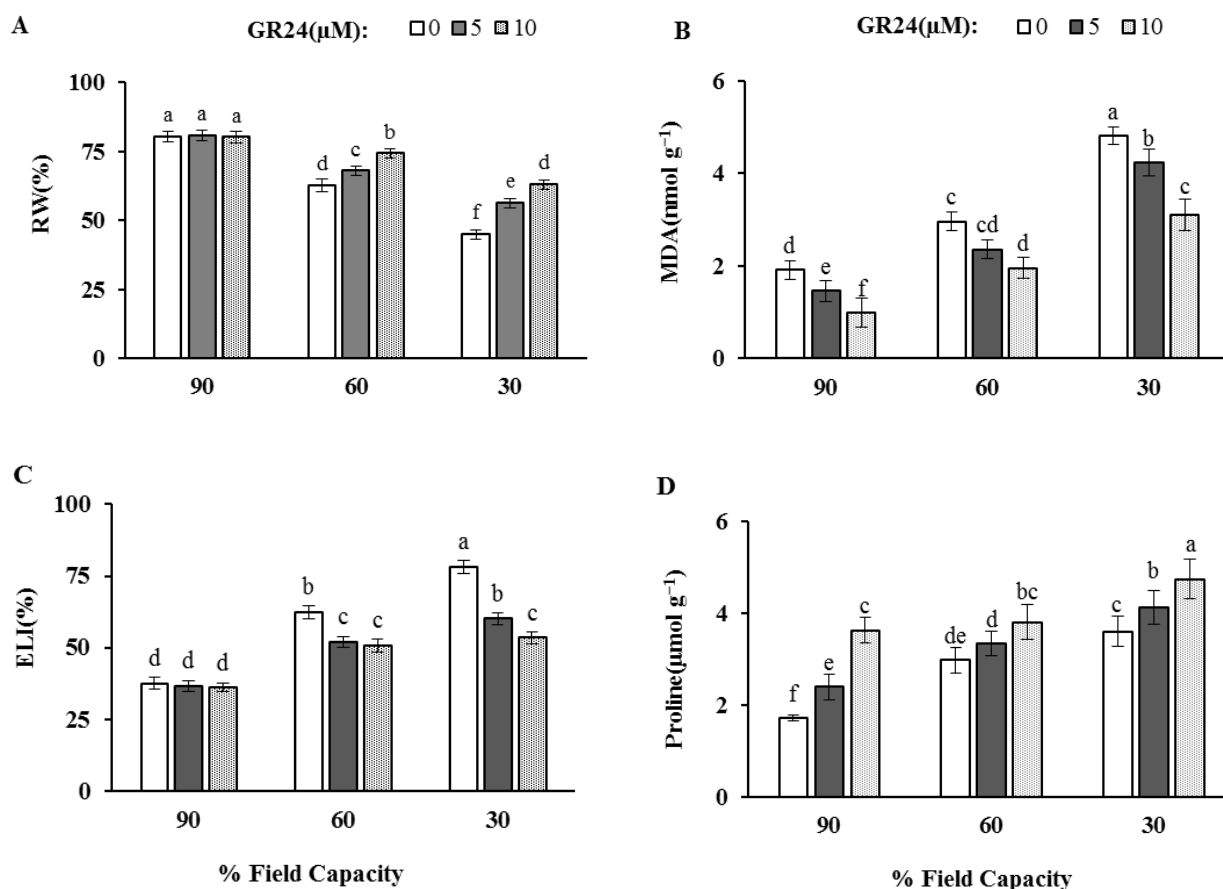 A
GR24(µM): 0 5 10
100
75
50
25
0
RW(%)
a a a
d c b
f e d
90 60 30
B
GR24(µM): 0 5 10
6
4
2
0
MDA(nmol g⁻¹)
d e f
c cd d
a b c
90 60 30
C
100
75
50
25
0
ELI(%)
d d d
b c c
a b c
90 60 30
% Field Capacity
D
6
4
2
0
Proline(µmol g⁻¹)
f e c
de d bc
c b a
90 60 30
% Field Capacity